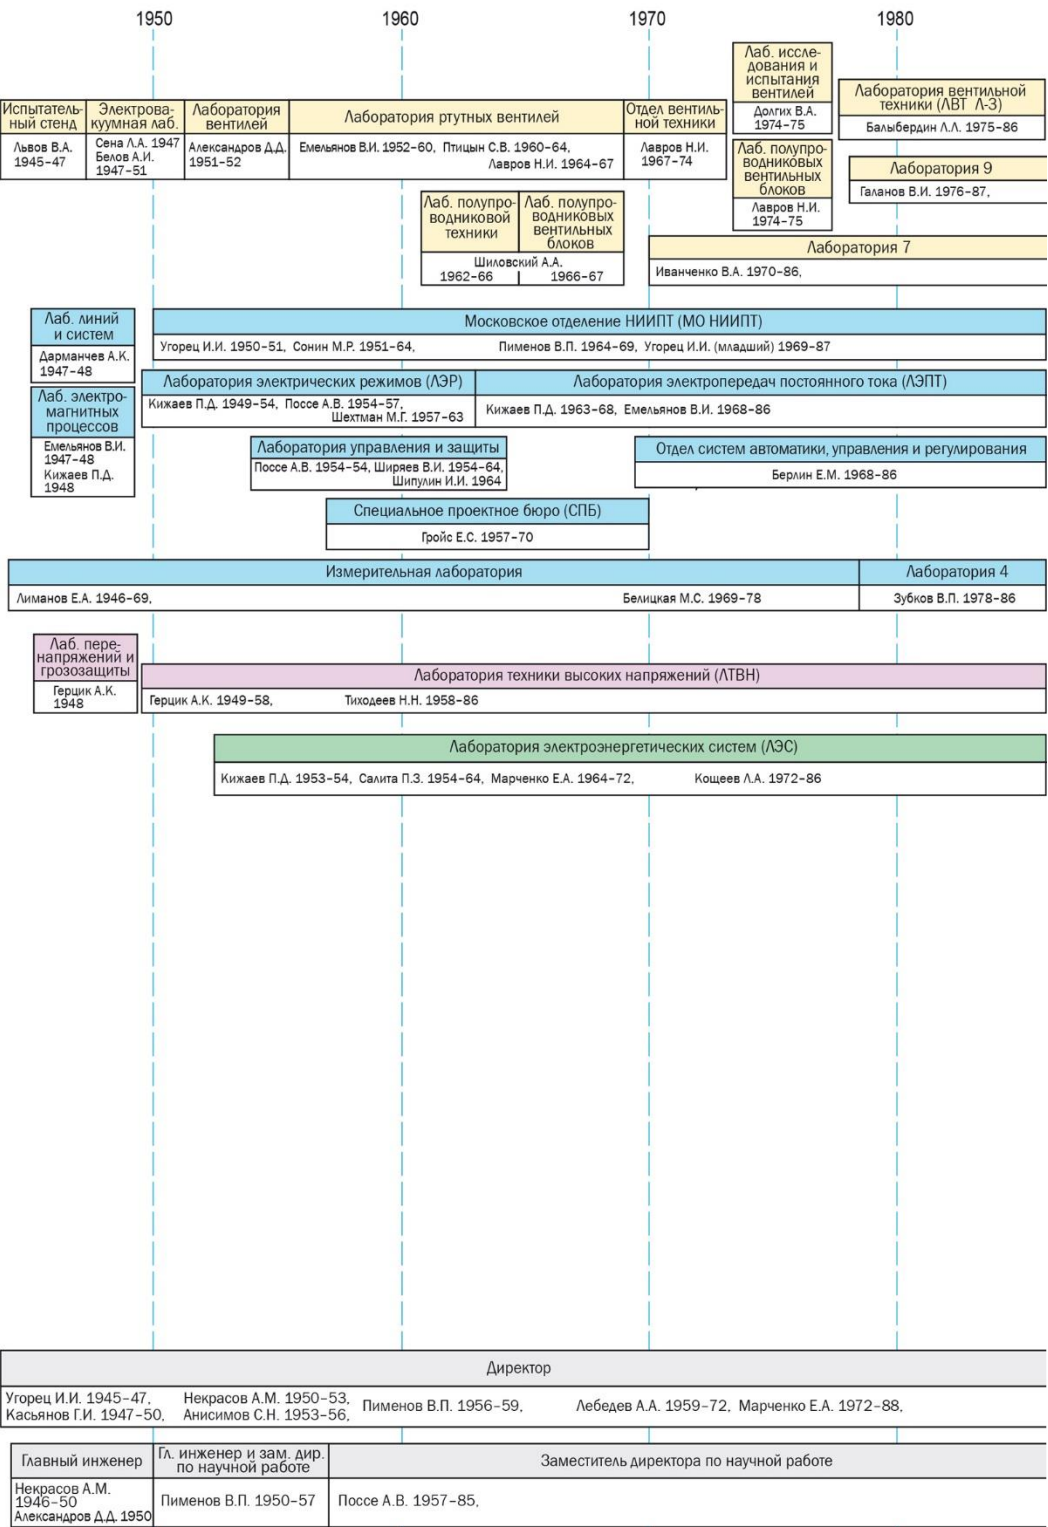 1950 1960 1970 1980
Лаб. иссле-
дования и
испытания
вентилей
Долгих В.А.
1974–75
Лаборатория вентильной
техники (ЛВТ Л-3)
Балыбердин Л.Л. 1975–86
Испытатель-
ный стенд
Львов В.А.
1945–47
Электрова-
куумная лаб.
Сена Л.А. 1947
Белов А.И.
1947–51
Лаборатория
вентилей
Александров Д.Д.
1951–52
Лаборатория ртутных вентилей
Емельянов В.И. 1952–60, Птицын С.В. 1960–64,
Лавров Н.И. 1964–67
Отдел вентиль-
ной техники
Лавров Н.И.
1967–74
Лаб. полупро-
водниковых
вентильных
блоков
Лавров Н.И.
1974–75
Лаборатория 9
Галанов В.И. 1976–87,
Лаб. полупро-
водниковой
техники
Лаб. полупро-
водниковых
вентильных
блоков
Шиловский А.А.
1962–66 | 1966–67
Лаборатория 7
Иванченко В.А. 1970–86,
Лаб. линий
и систем
Дарманчев А.К.
1947–48
Московское отделение НИИПТ (МО НИИПТ)
Угорец И.И. 1950–51, Сонин М.Р. 1951–64, Пименов В.П. 1964–69, Угорец И.И. (младший) 1969–87
Лаб. электро-
магнитных
процессов
Емельянов В.И.
1947–48
Кижаев П.Д.
1948
Лаборатория электрических режимов (ЛЭР)
Кижаев П.Д. 1949–54, Поссе А.В. 1954–57,
Шехтман М.Г. 1957–63
Лаборатория электропередач постоянного тока (ЛЭПТ)
Кижаев П.Д. 1963–68, Емельянов В.И. 1968–86
Лаборатория управления и защиты
Поссе А.В. 1954–54, Ширяев В.И. 1954–64,
Шипулин И.И. 1964
Отдел систем автоматики, управления и регулирования
Берлин Е.М. 1968–86
Специальное проектное бюро (СПБ)
Гройс Е.С. 1957–70
Измерительная лаборатория
Лиманов Е.А. 1946–69, Белицкая М.С. 1969–78
Лаборатория 4
Зубков В.П. 1978–86
Лаб. пере-
напряжений и
грозозащиты
Герцик А.К.
1948
Лаборатория техники высоких напряжений (ЛТВН)
Герцик А.К. 1949–58, Тиходеев Н.Н. 1958–86
Лаборатория электроэнергетических систем (ЛЭС)
Кижаев П.Д. 1953–54, Салита П.З. 1954–64, Марченко Е.А. 1964–72, Кощеев Л.А. 1972–86
Директор
Угорец И.И. 1945–47,
Касьянов Г.И. 1947–50,
Некрасов А.М. 1950–53,
Анисимов С.Н. 1953–56,
Пименов В.П. 1956–59, Лебедев А.А. 1959–72, Марченко Е.А. 1972–88,
Главный инженер
Некрасов А.М.
1946–50
Александров Д.Д. 1950
Гл. инженер и зам. дир.
по научной работе
Пименов В.П. 1950–57
Заместитель директора по научной работе
Поссе А.В. 1957–85,